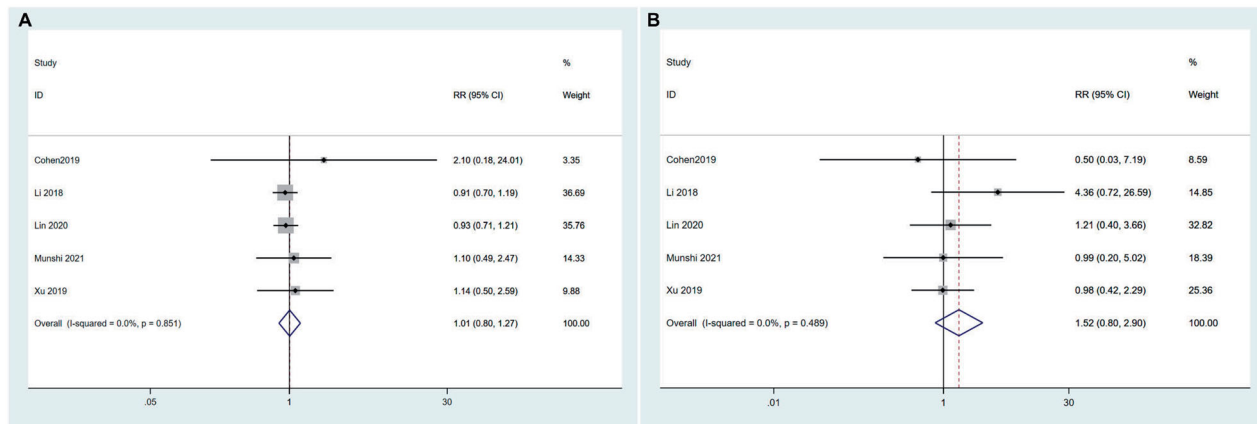 A
Study %
ID RR (95% CI) Weight
Cohen2019 2.10 (0.18, 24.01) 3.35
Li 2018 0.91 (0.70, 1.19) 36.69
Lin 2020 0.93 (0.71, 1.21) 35.76
Munshi 2021 1.10 (0.49, 2.47) 14.33
Xu 2019 1.14 (0.50, 2.59) 9.88
Overall (I-squared = 0.0%, p = 0.851) 1.01 (0.80, 1.27) 100.00
.05 1 30
B
Study %
ID RR (95% CI) Weight
Cohen2019 0.50 (0.03, 7.19) 8.59
Li 2018 4.36 (0.72, 26.59) 14.85
Lin 2020 1.21 (0.40, 3.66) 32.82
Munshi 2021 0.99 (0.20, 5.02) 18.39
Xu 2019 0.98 (0.42, 2.29) 25.36
Overall (I-squared = 0.0%, p = 0.489) 1.52 (0.80, 2.90) 100.00
.01 1 30